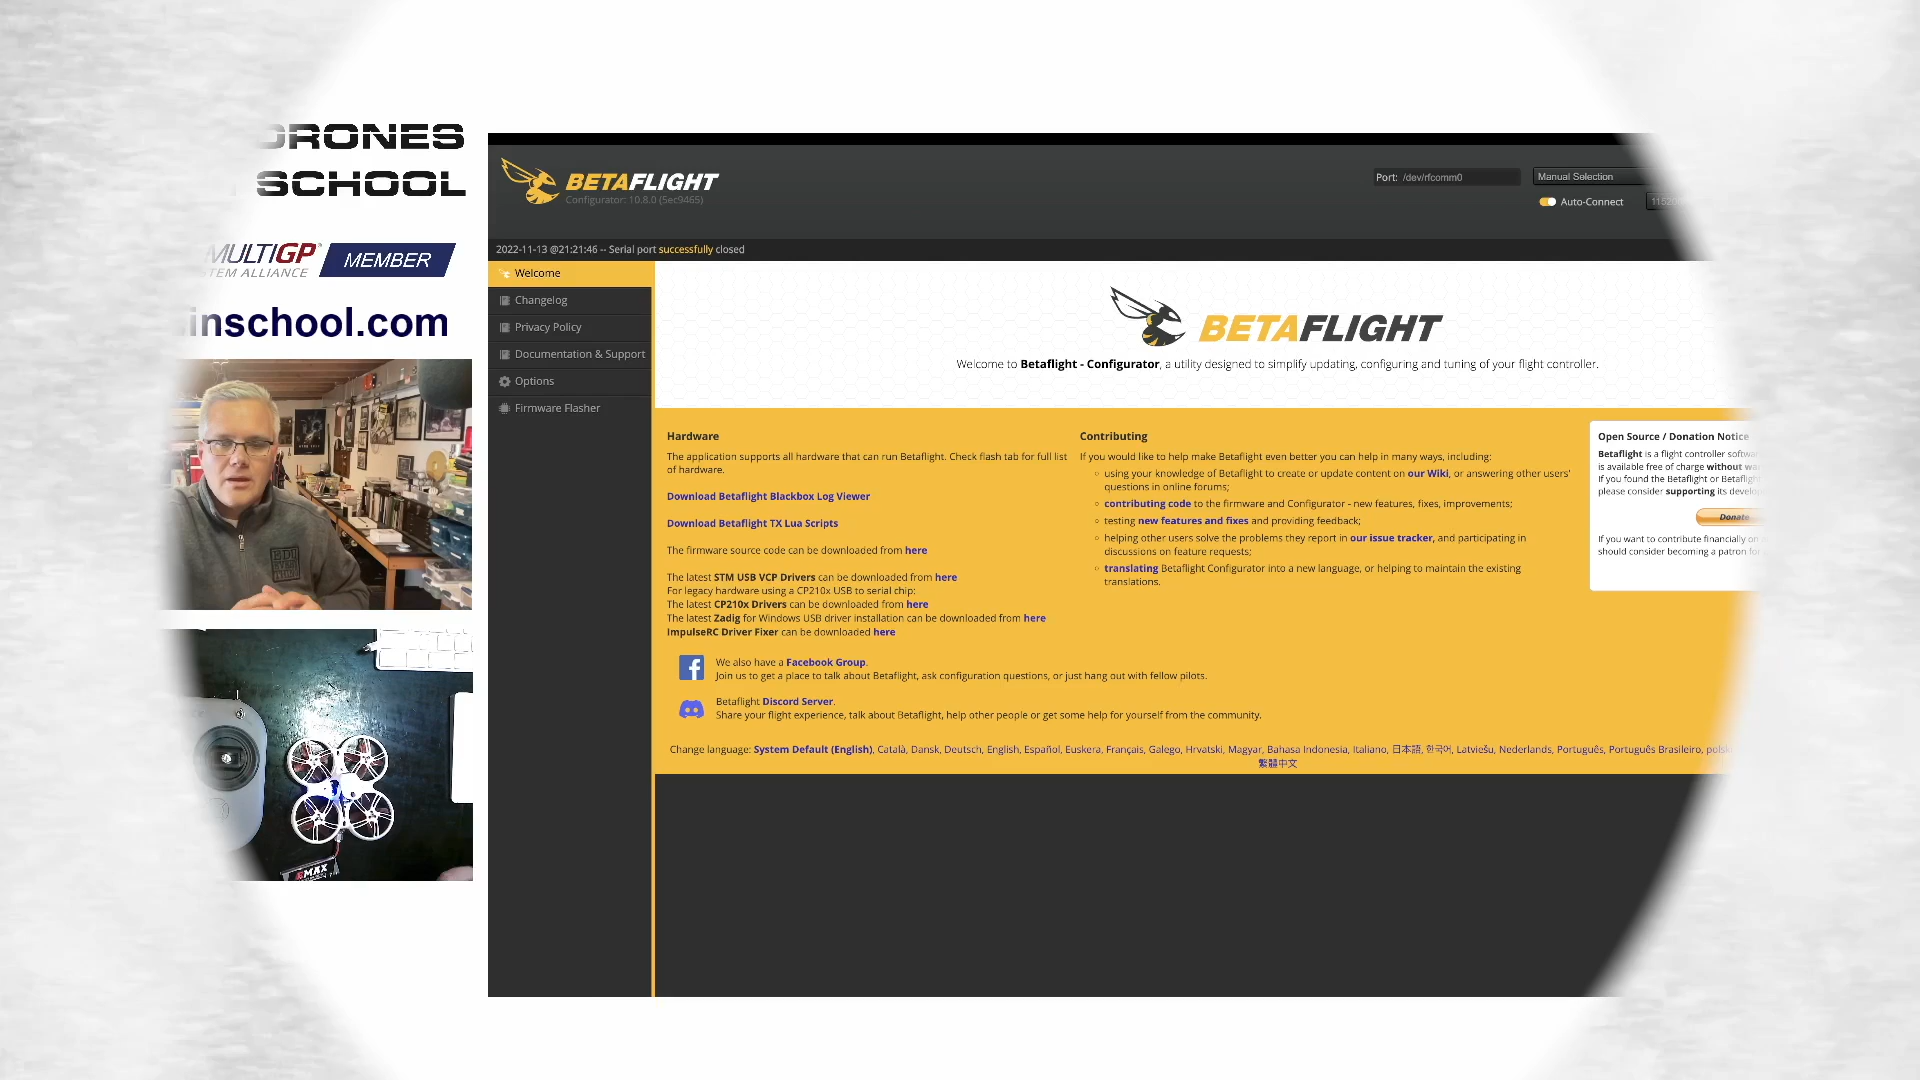 DRONES
SCHOOL
MULTIGP
MEMBER
inschool.com
EMAX
BETAFLIGHT
Configurator: 10.8.0 (5ec9465)
Port: /dev/rfcomm0
Manual Selection
Auto-Connect
2022-11-13 @21:21:46 -- Serial port successfully closed
Welcome
Changelog
Privacy Policy
Documentation & Support
Options
Firmware Flasher
BETAFLIGHT
Welcome to Betaflight - Configurator, a utility designed to simplify updating, configuring and tuning of your flight controller.
Hardware
The application supports all hardware that can run Betaflight. Check flash tab for full list
of hardware.
Download Betaflight Blackbox Log Viewer
Download Betaflight TX Lua Scripts
The firmware source code can be downloaded from here
The latest STM USB VCP Drivers can be downloaded from here
For legacy hardware using a CP210x USB to serial chip:
The latest CP210x Drivers can be downloaded from here
The latest Zadig for Windows USB driver installation can be downloaded from here
ImpulseRC Driver Fixer can be downloaded here
Contributing
If you would like to help make Betaflight even better you can help in many ways, including:
using your knowledge of Betaflight to create or update content on our Wiki, or answering other users'
questions in online forums;
contributing code to the firmware and Configurator - new features, fixes, improvements;
testing new features and fixes and providing feedback;
helping other users solve the problems they report in our issue tracker, and participating in
discussions on feature requests;
translating Betaflight Configurator into a new language, or helping to maintain the existing
translations.
Open Source / Donation Notice
Betaflight is a flight controller
is available free of charge without
If you found the Betaflight or
please consider supporting its
Donate
If you want to contribute financially on
should consider becoming a patron for
We also have a Facebook Group.
Join us to get a place to talk about Betaflight, ask configuration questions, or just hang out with fellow pilots.
Betaflight Discord Server.
Share your flight experience, talk about Betaflight, help other people or get some help for yourself from the community.
Change language: System Default (English), Català, Dansk, Deutsch, English, Español, Euskera, Français, Galego, Hrvatski, Magyar, Bahasa Indonesia, Italiano, 日本語, 한국어, Latviešu, Nederlands, Português, Português Brasileiro,
繁體中文